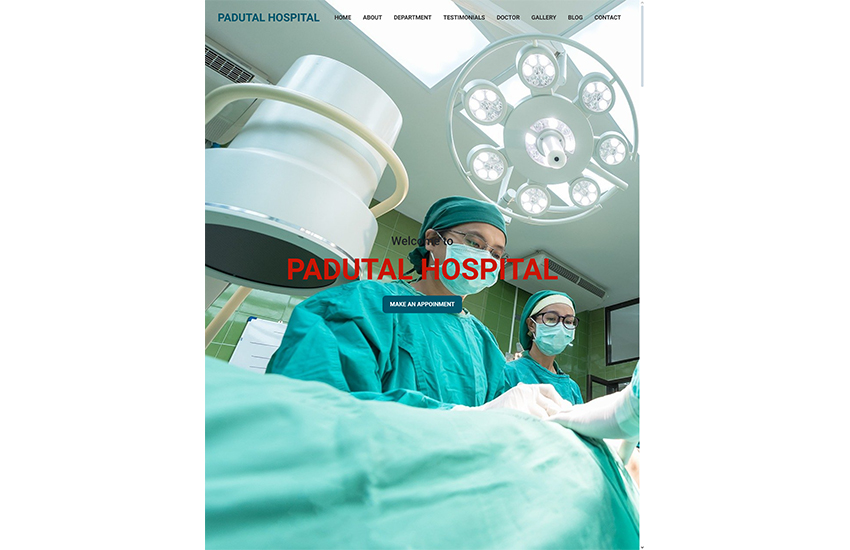 PADUTAL HOSPITAL HOME ABOUT DEPARTMENT TESTIMONIALS DOCTOR GALLERY BLOG CONTACT
Welcome to
PADUTAL HOSPITAL
MAKE AN APPOINMENT